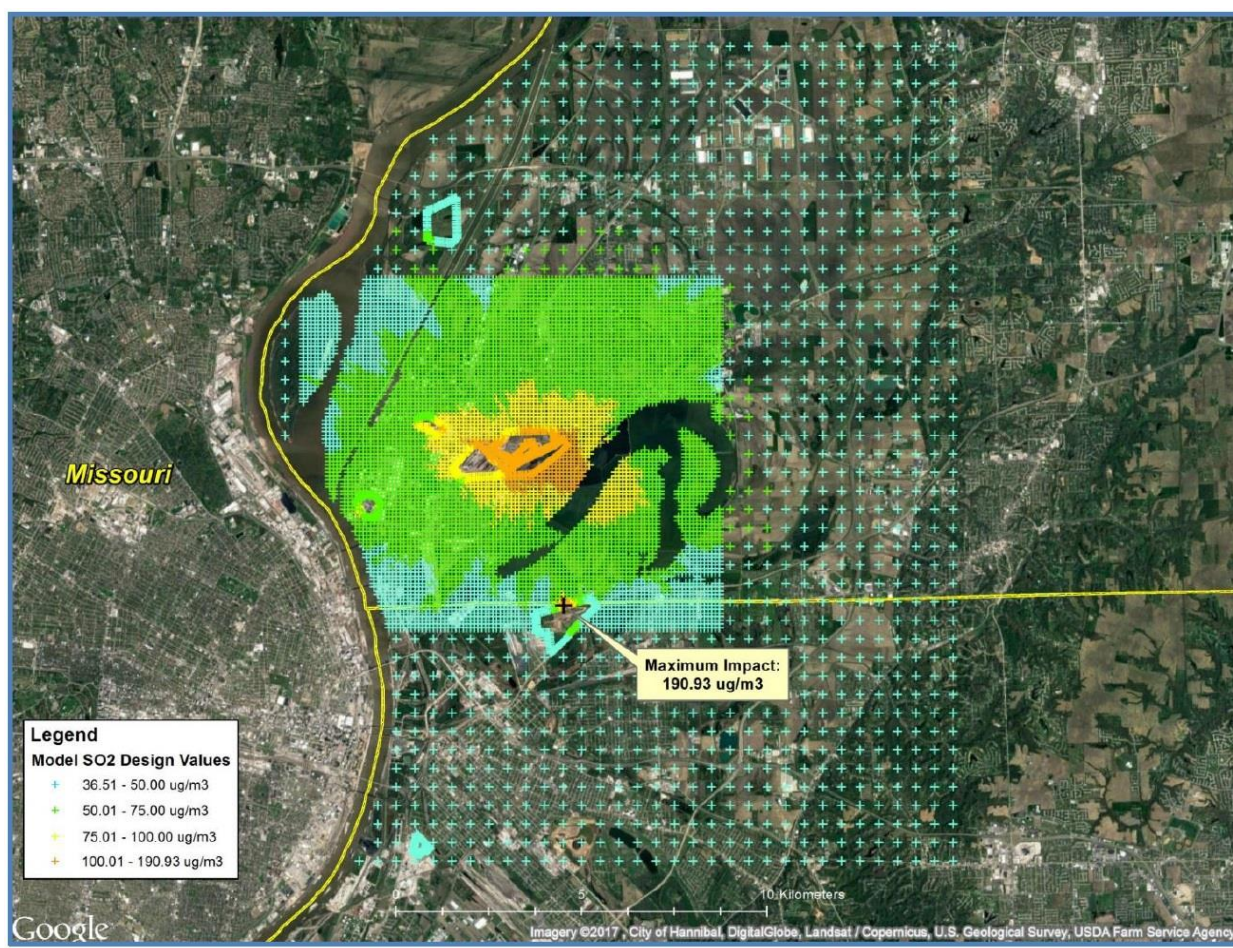 Missouri
Maximum Impact:
190.93 ug/m3
Legend
Model SO2 Design Values
36.51 - 50.00 ug/m3
50.01 - 75.00 ug/m3
75.01 - 100.00 ug/m3
100.01 - 190.93 ug/m3
0 5 10 Kilometers
Google
Imagery ©2017 , City of Hannibal, DigitalGlobe, Landsat / Copernicus, U.S. Geological Survey, USDA Farm Service Agency